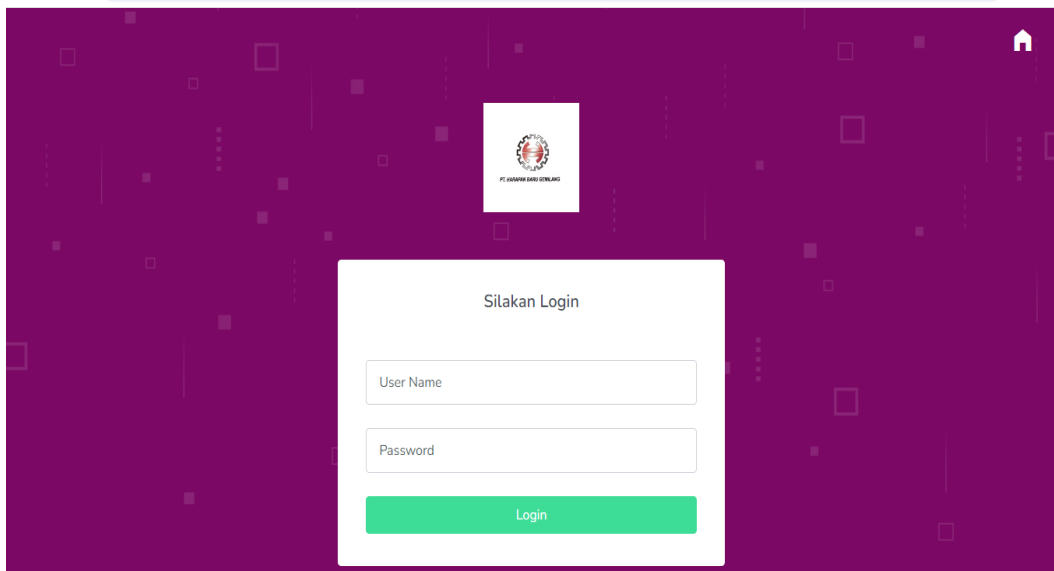 PT. HARAPAN BARU GEMILANG
Silakan Login
User Name
Password
Login